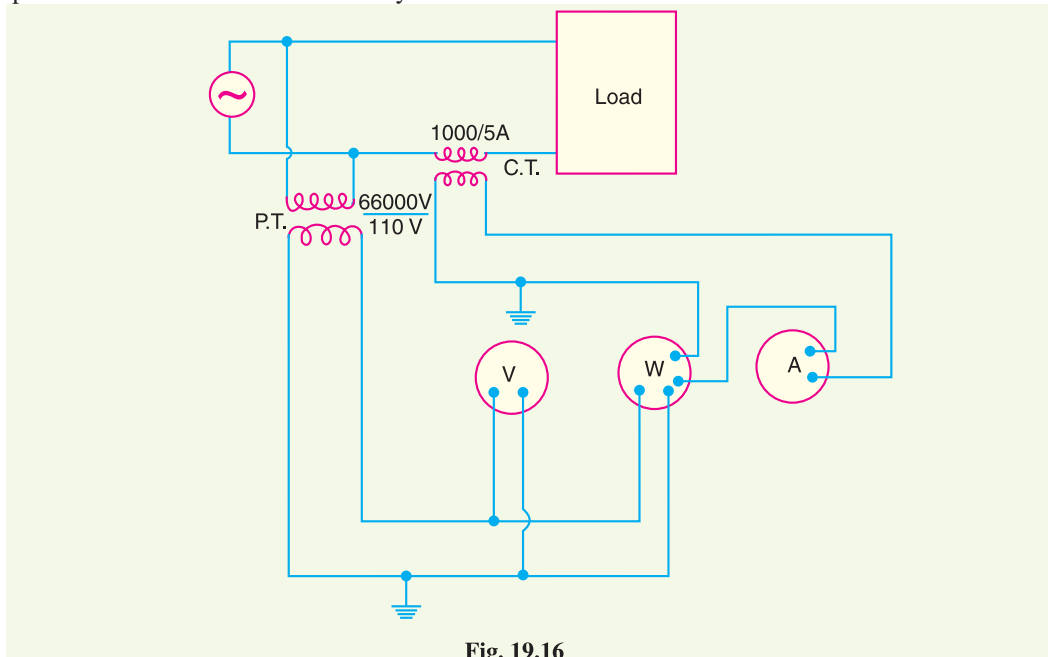 Load
1000/5A
C.T.
66000V
P.T.
110 V
V
W
A
Fig. 19.16